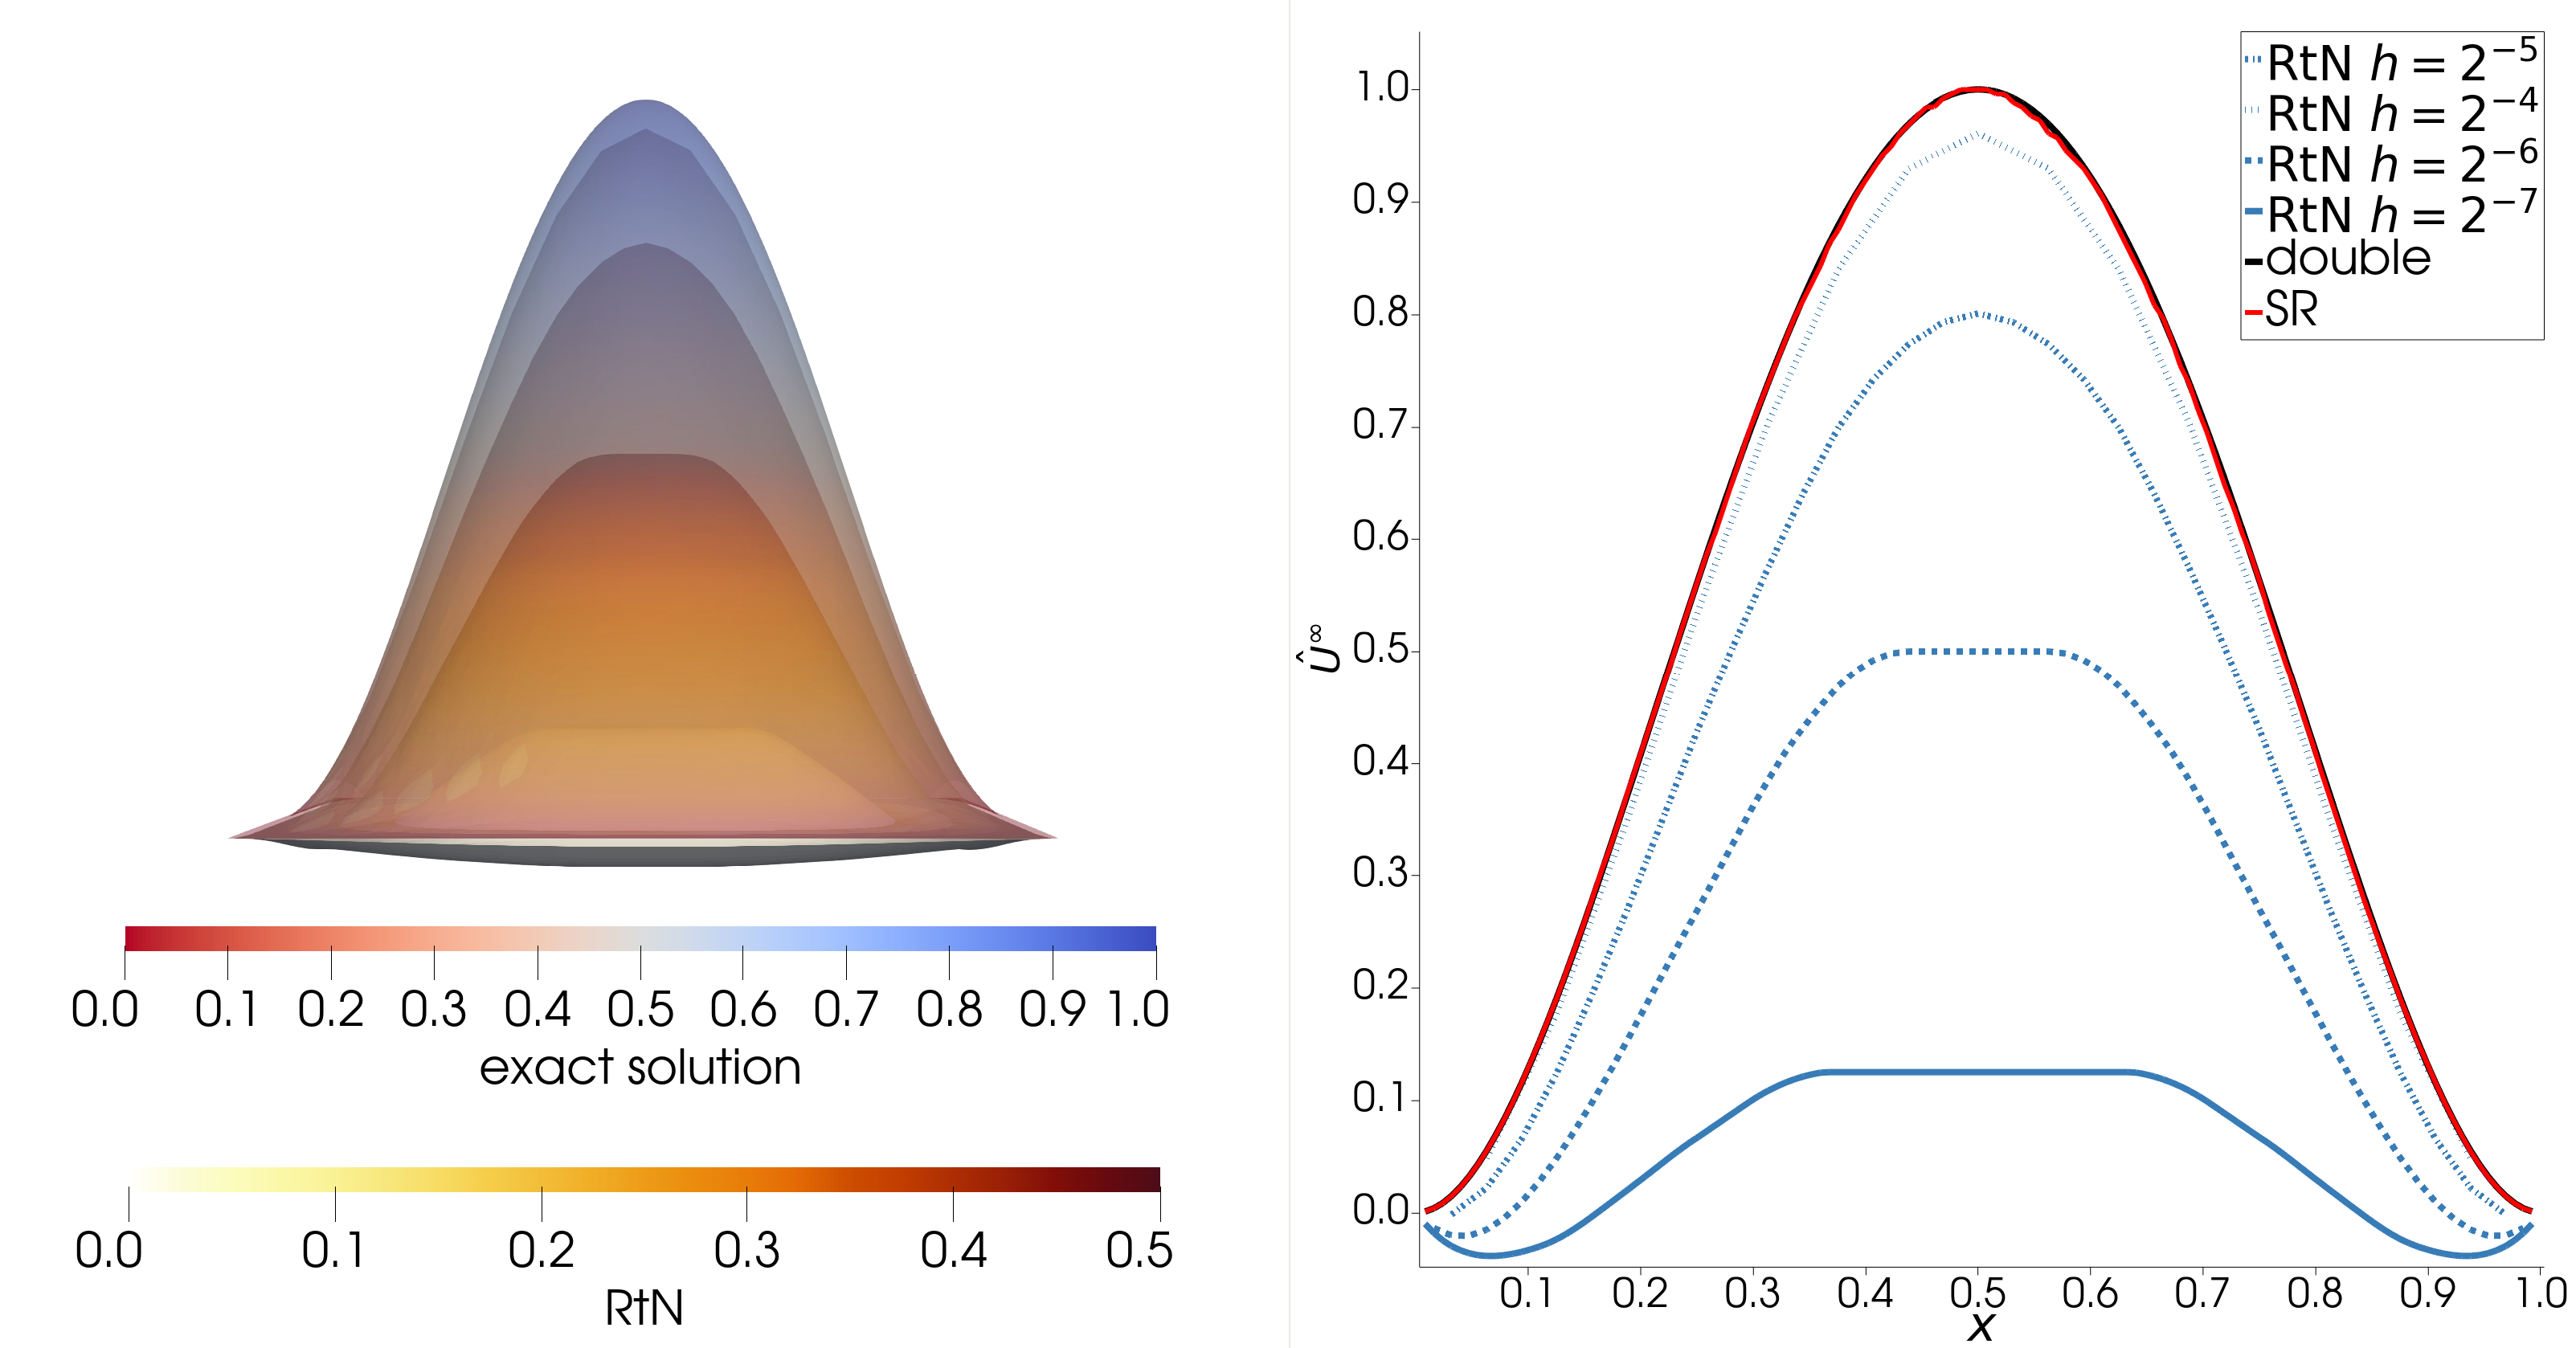 0.0 0.1 0.2 0.3 0.4 0.5 0.6 0.7 0.8 0.9 1.0
exact solution
0.0 0.1 0.2 0.3 0.4 0.5
RtN
1.0
0.9
0.8
0.7
0.6
0.5
0.4
0.3
0.2
0.1
0.0
Û∞
0.1 0.2 0.3 0.4 0.5 0.6 0.7 0.8 0.9 1.0
x
RtN h = 2⁻⁵
RtN h = 2⁻⁴
RtN h = 2⁻⁶
RtN h = 2⁻⁷
double
SR